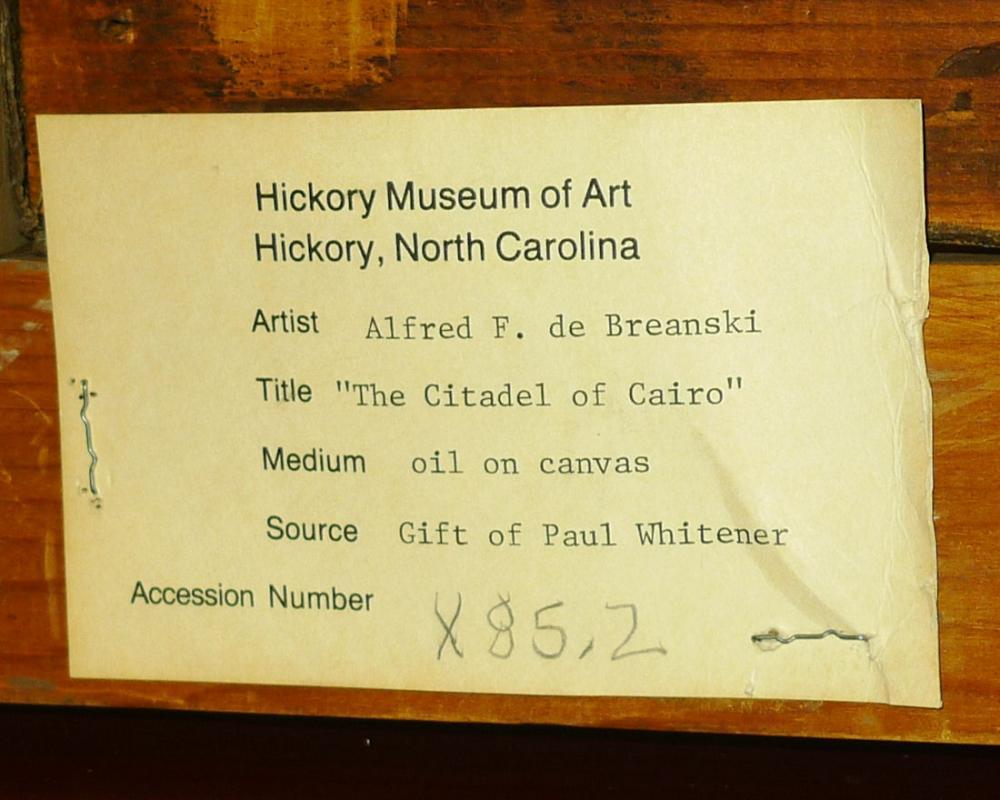 Hickory Museum of Art
Hickory, North Carolina
Artist Alfred F. de Breanski
Title "The Citadel of Cairo"
Medium oil on canvas
Source Gift of Paul Whitener
Accession Number X85.2